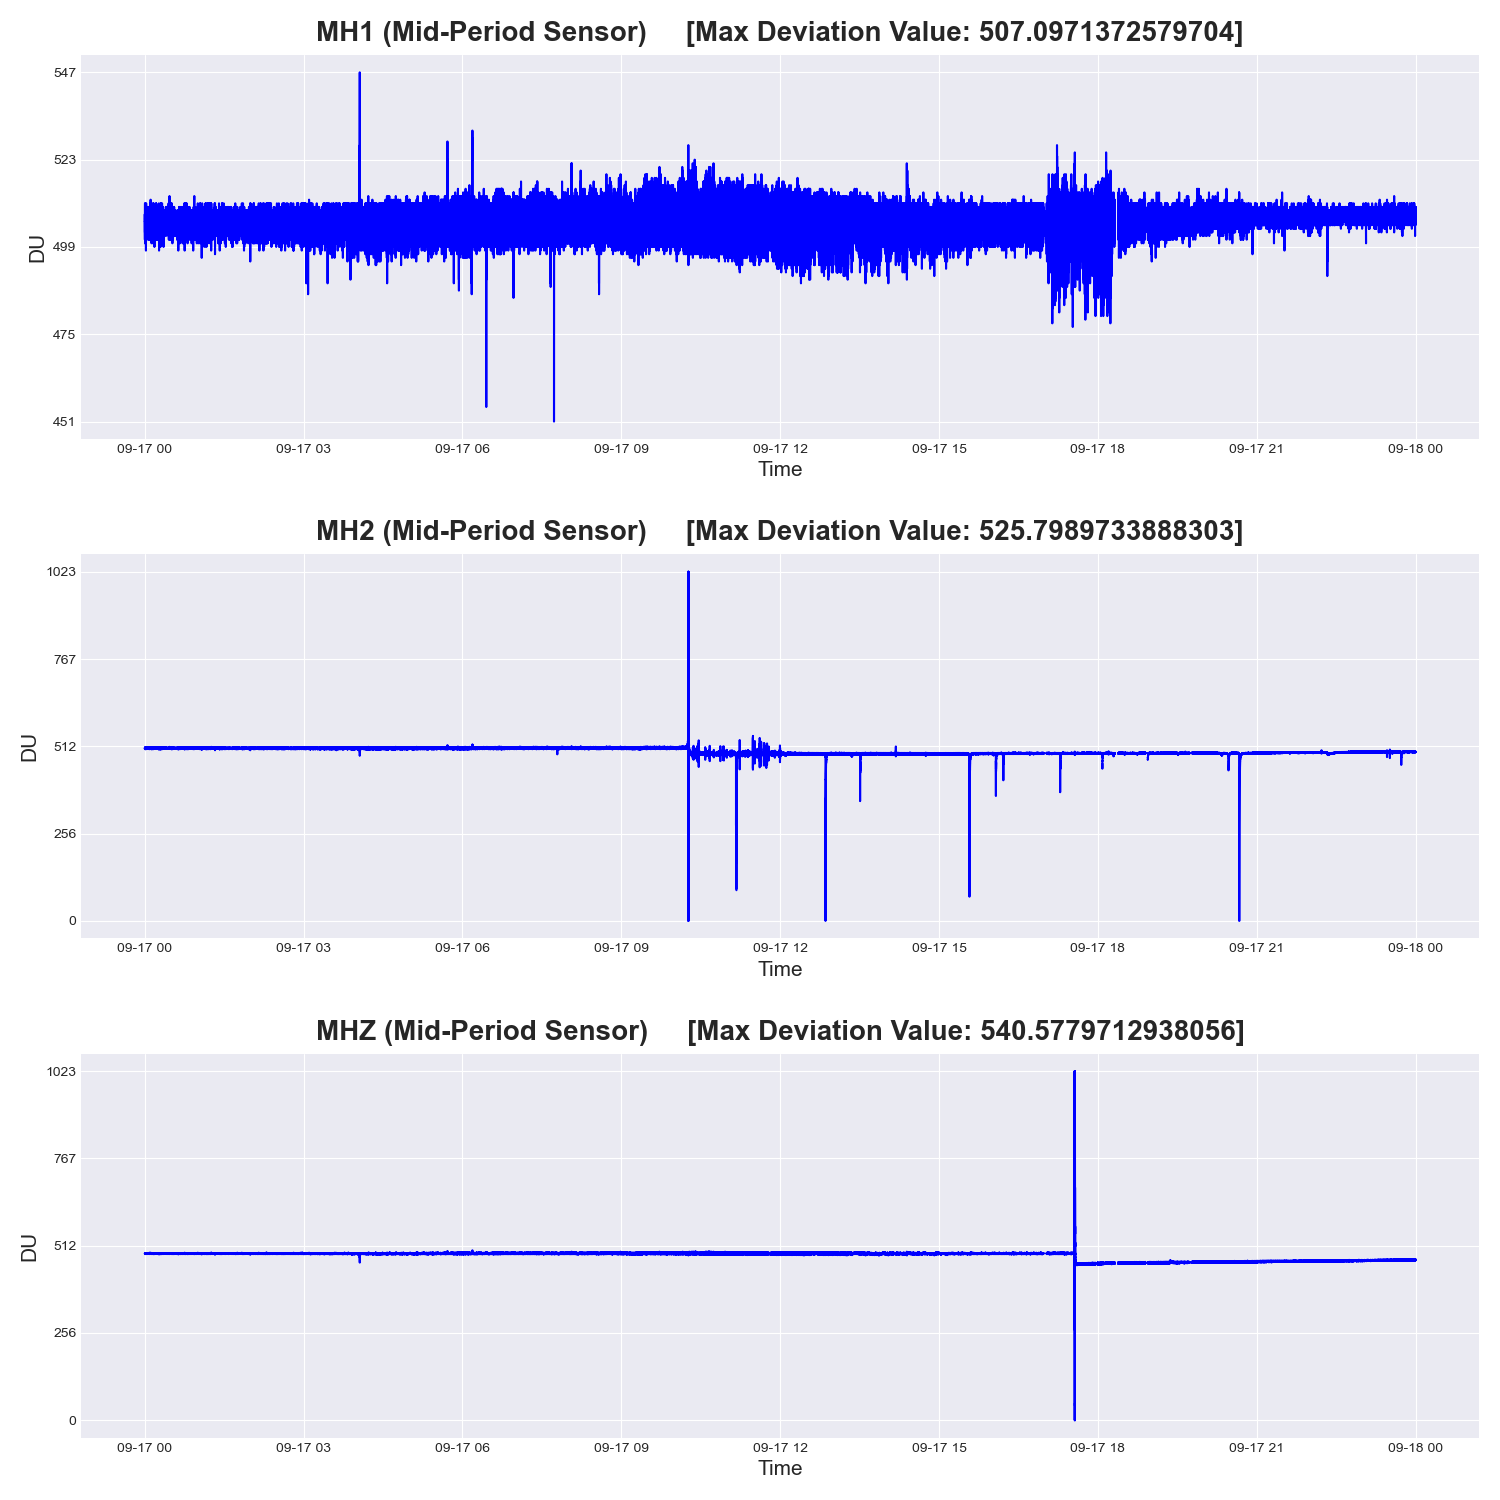 MH1 (Mid-Period Sensor) [Max Deviation Value: 507.0971372579704]
547
523
499
475
451
DU
09-17 00 09-17 03 09-17 06 09-17 09 09-17 12 09-17 15 09-17 18 09-17 21 09-18 00
Time
MH2 (Mid-Period Sensor) [Max Deviation Value: 525.7989733888303]
1023
767
512
256
0
DU
09-17 00 09-17 03 09-17 06 09-17 09 09-17 12 09-17 15 09-17 18 09-17 21 09-18 00
Time
MHZ (Mid-Period Sensor) [Max Deviation Value: 540.5779712938056]
1023
767
512
256
0
DU
09-17 00 09-17 03 09-17 06 09-17 09 09-17 12 09-17 15 09-17 18 09-17 21 09-18 00
Time